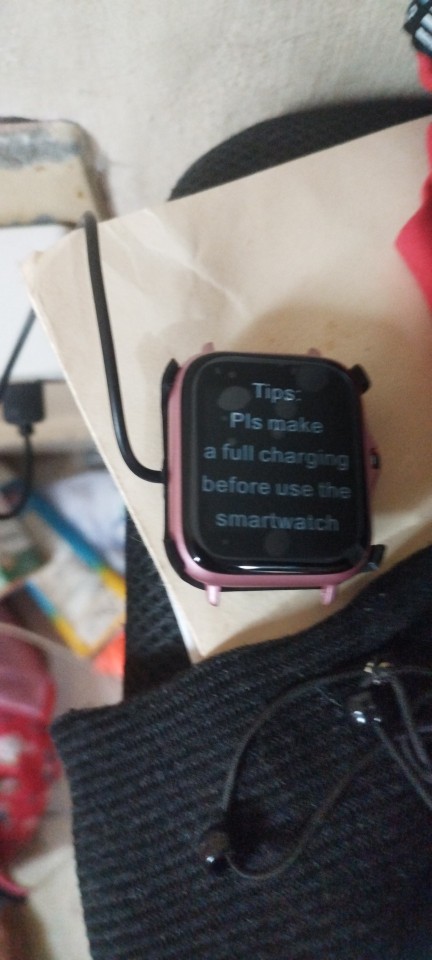 Tips:
Pls make
a full charging
before use the
smartwatch